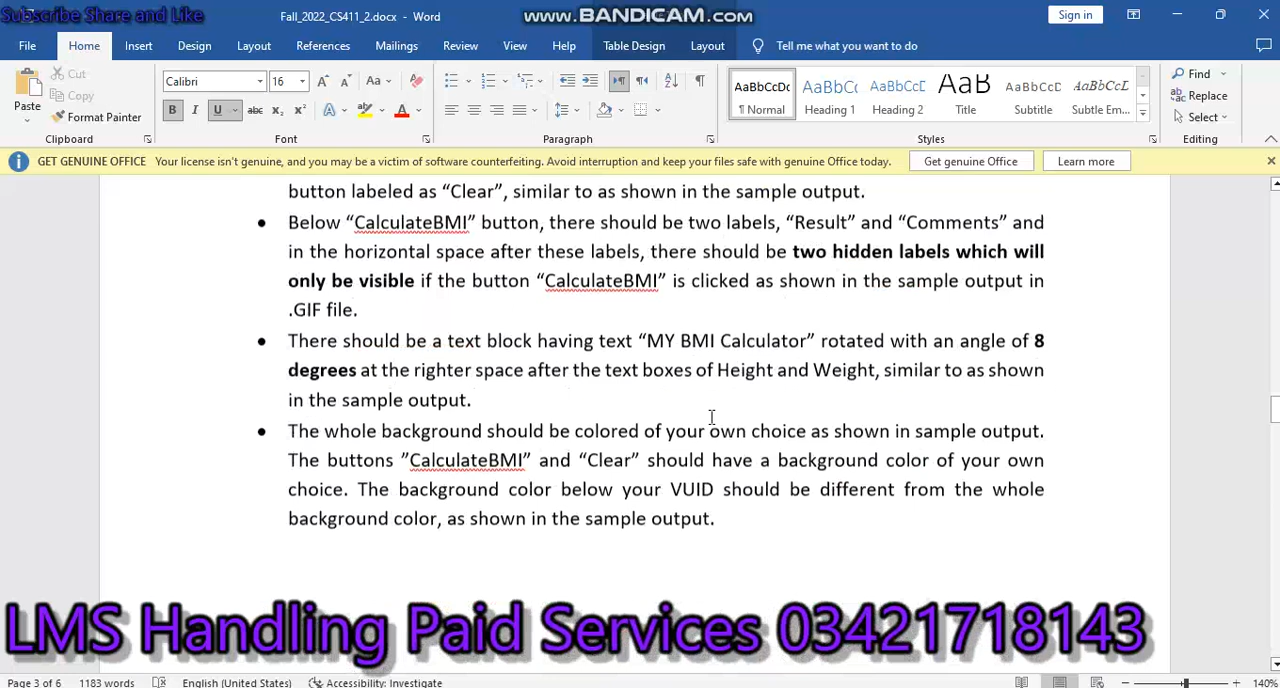 Subscribe Share and Like
Fall_2022_CS411_2.docx - Word
www.BANDICAM.com
Sign in
File Home Insert Design Layout References Mailings Review View Help Table Design Layout Tell me what you want to do
Cut
Copy
Format Painter
Paste
Clipboard
Calibri 16
Font
Paragraph
AaBbCcDc AaBbC AaBbCcD AaB AaBbCcD AaBbCcL
¶ Normal Heading 1 Heading 2 Title Subtitle Subtle Em...
Styles
Find
Replace
Select
Editing
GET GENUINE OFFICE Your license isn't genuine, and you may be a victim of software counterfeiting. Avoid interruption and keep your files safe with genuine Office today. Get genuine Office Learn more
button labeled as “Clear”, similar to as shown in the sample output.
• Below “CalculateBMI” button, there should be two labels, “Result” and “Comments” and
in the horizontal space after these labels, there should be two hidden labels which will
only be visible if the button “CalculateBMI” is clicked as shown in the sample output in
.GIF file.
• There should be a text block having text “MY BMI Calculator” rotated with an angle of 8
degrees at the righter space after the text boxes of Height and Weight, similar to as shown
in the sample output.
• The whole background should be colored of your own choice as shown in sample output.
The buttons ”CalculateBMI” and “Clear” should have a background color of your own
choice. The background color below your VUID should be different from the whole
background color, as shown in the sample output.
LMS Handling Paid Services 03421718143
Page 3 of 6 1183 words English (United States) Accessibility: Investigate 140%